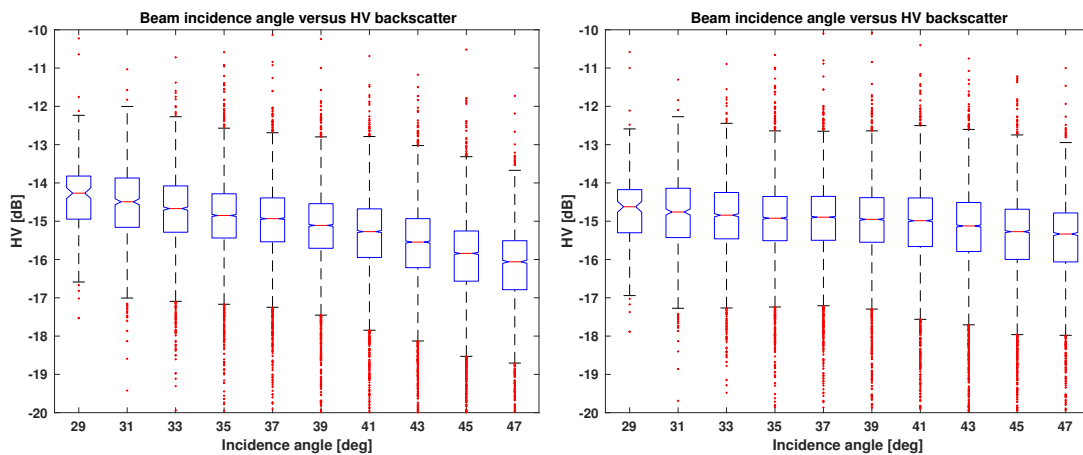 Beam incidence angle versus HV backscatter
-10
-11
-12
-13
-14
-15
-16
-17
-18
-19
-20
HV [dB]
29 31 33 35 37 39 41 43 45 47
Incidence angle [deg]
Beam incidence angle versus HV backscatter
-10
-11
-12
-13
-14
-15
-16
-17
-18
-19
-20
HV [dB]
29 31 33 35 37 39 41 43 45 47
Incidence angle [deg]